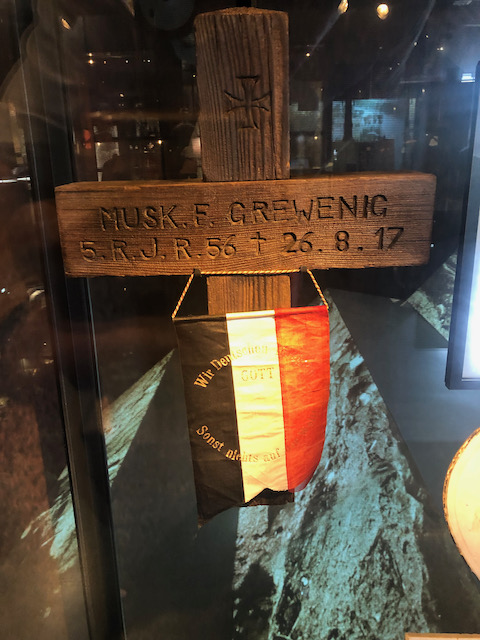 MUSK. F. GREWENIG
5. R. J. R. 56 † 26. 8. 17
Wir Deutschen
GOTT
Sonst nichts auf